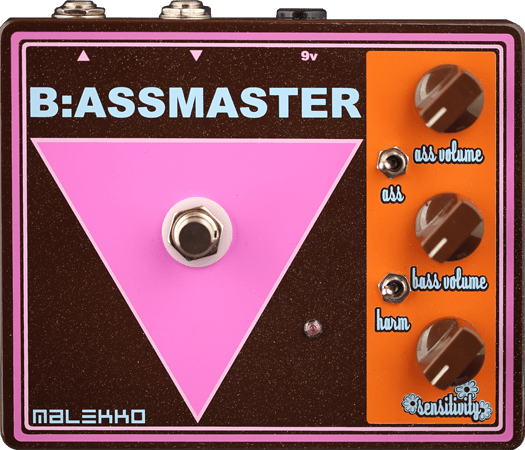 9v
B:ASSMASTER
ass volume
ass
bass volume
harm
sensitivity
MALEKKO